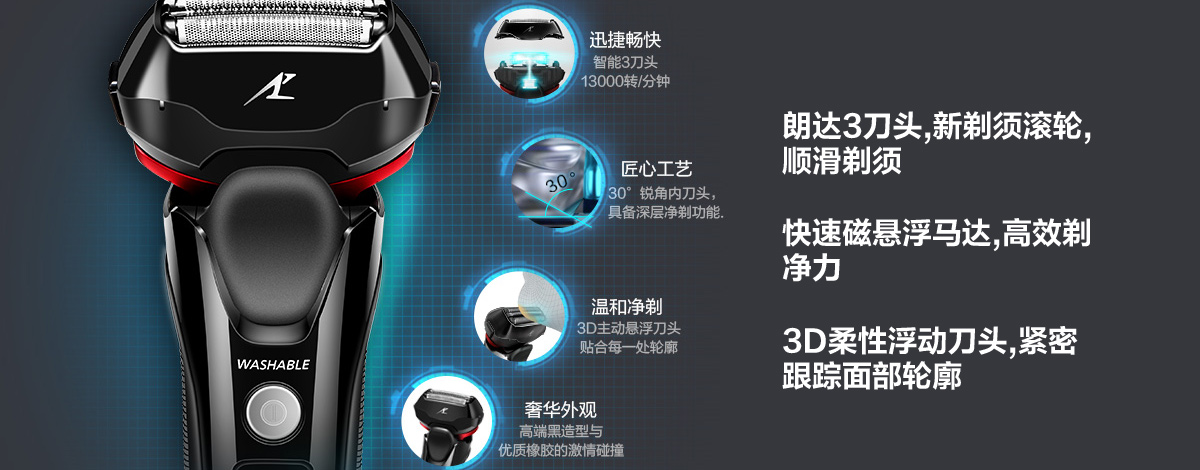 迅捷畅快
智能3刀头
13000转/分钟
30°
匠心工艺
30°锐角内刀头，
具备深层净剃功能.
温和净剃
3D主动悬浮刀头
贴合每一处轮廓
WASHABLE
奢华外观
高端黑造型与
优质橡胶的激情碰撞
朗达3刀头,新剃须滚轮,
顺滑剃须
快速磁悬浮马达,高效剃
净力
3D柔性浮动刀头,紧密
跟踪面部轮廓